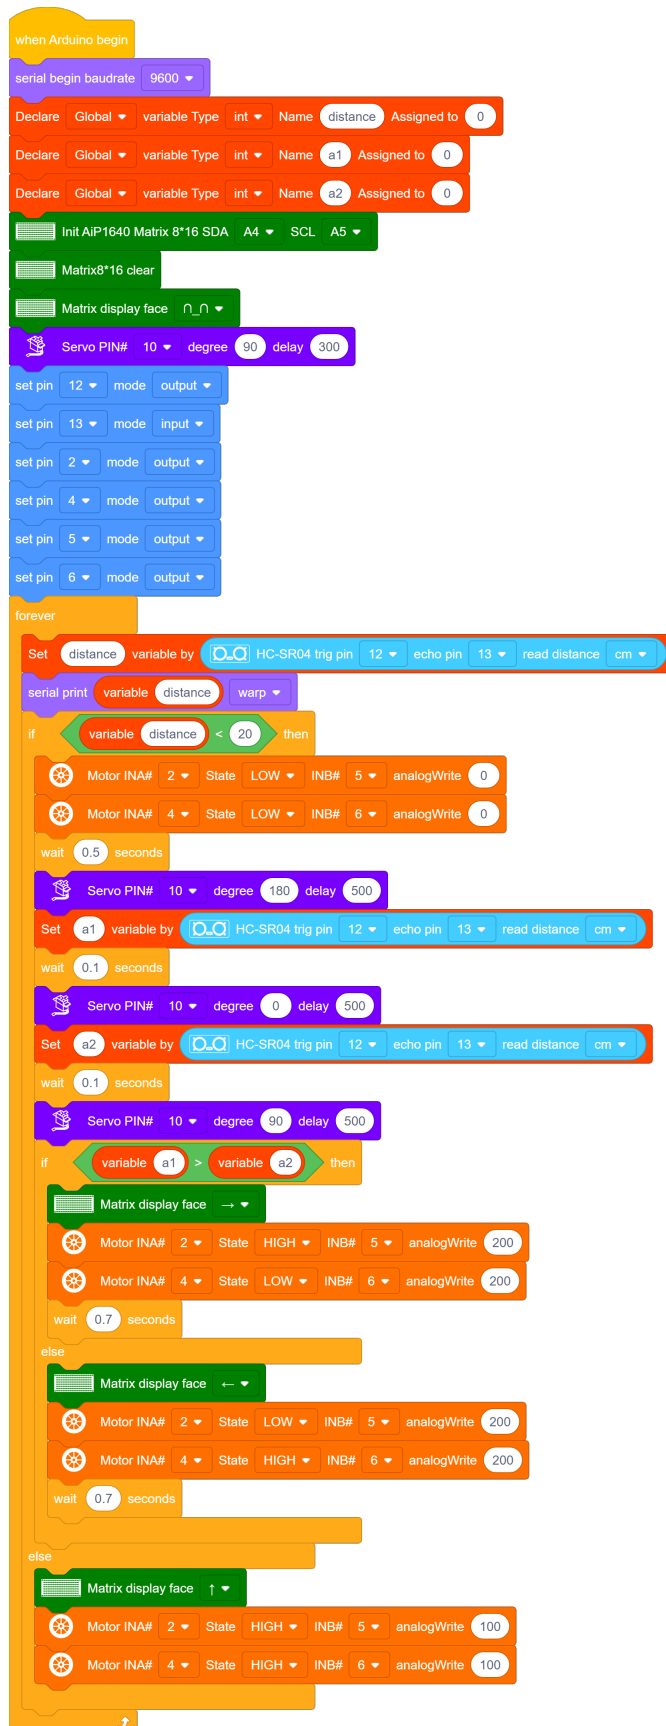 when Arduino begin
serial begin baudrate 9600
Declare Global variable Type int Name distance Assigned to 0
Declare Global variable Type int Name a1 Assigned to 0
Declare Global variable Type int Name a2 Assigned to 0
Init AiP1640 Matrix 8*16 SDA A4 SCL A5
Matrix8*16 clear
Matrix display face ∩_∩
Servo PIN# 10 degree 90 delay 300
set pin 12 mode output
set pin 13 mode input
set pin 2 mode output
set pin 4 mode output
set pin 5 mode output
set pin 6 mode output
forever
Set distance variable by HC-SR04 trig pin 12 echo pin 13 read distance cm
serial print variable distance warp
if variable distance < 20 then
Motor INA# 2 State LOW INB# 5 analogWrite 0
Motor INA# 4 State LOW INB# 6 analogWrite 0
wait 0.5 seconds
Servo PIN# 10 degree 180 delay 500
Set a1 variable by HC-SR04 trig pin 12 echo pin 13 read distance cm
wait 0.1 seconds
Servo PIN# 10 degree 0 delay 500
Set a2 variable by HC-SR04 trig pin 12 echo pin 13 read distance cm
wait 0.1 seconds
Servo PIN# 10 degree 90 delay 500
if variable a1 > variable a2 then
Matrix display face →
Motor INA# 2 State HIGH INB# 5 analogWrite 200
Motor INA# 4 State LOW INB# 6 analogWrite 200
wait 0.7 seconds
else
Matrix display face ←
Motor INA# 2 State LOW INB# 5 analogWrite 200
Motor INA# 4 State HIGH INB# 6 analogWrite 200
wait 0.7 seconds
else
Matrix display face ↑
Motor INA# 2 State HIGH INB# 5 analogWrite 100
Motor INA# 4 State HIGH INB# 6 analogWrite 100